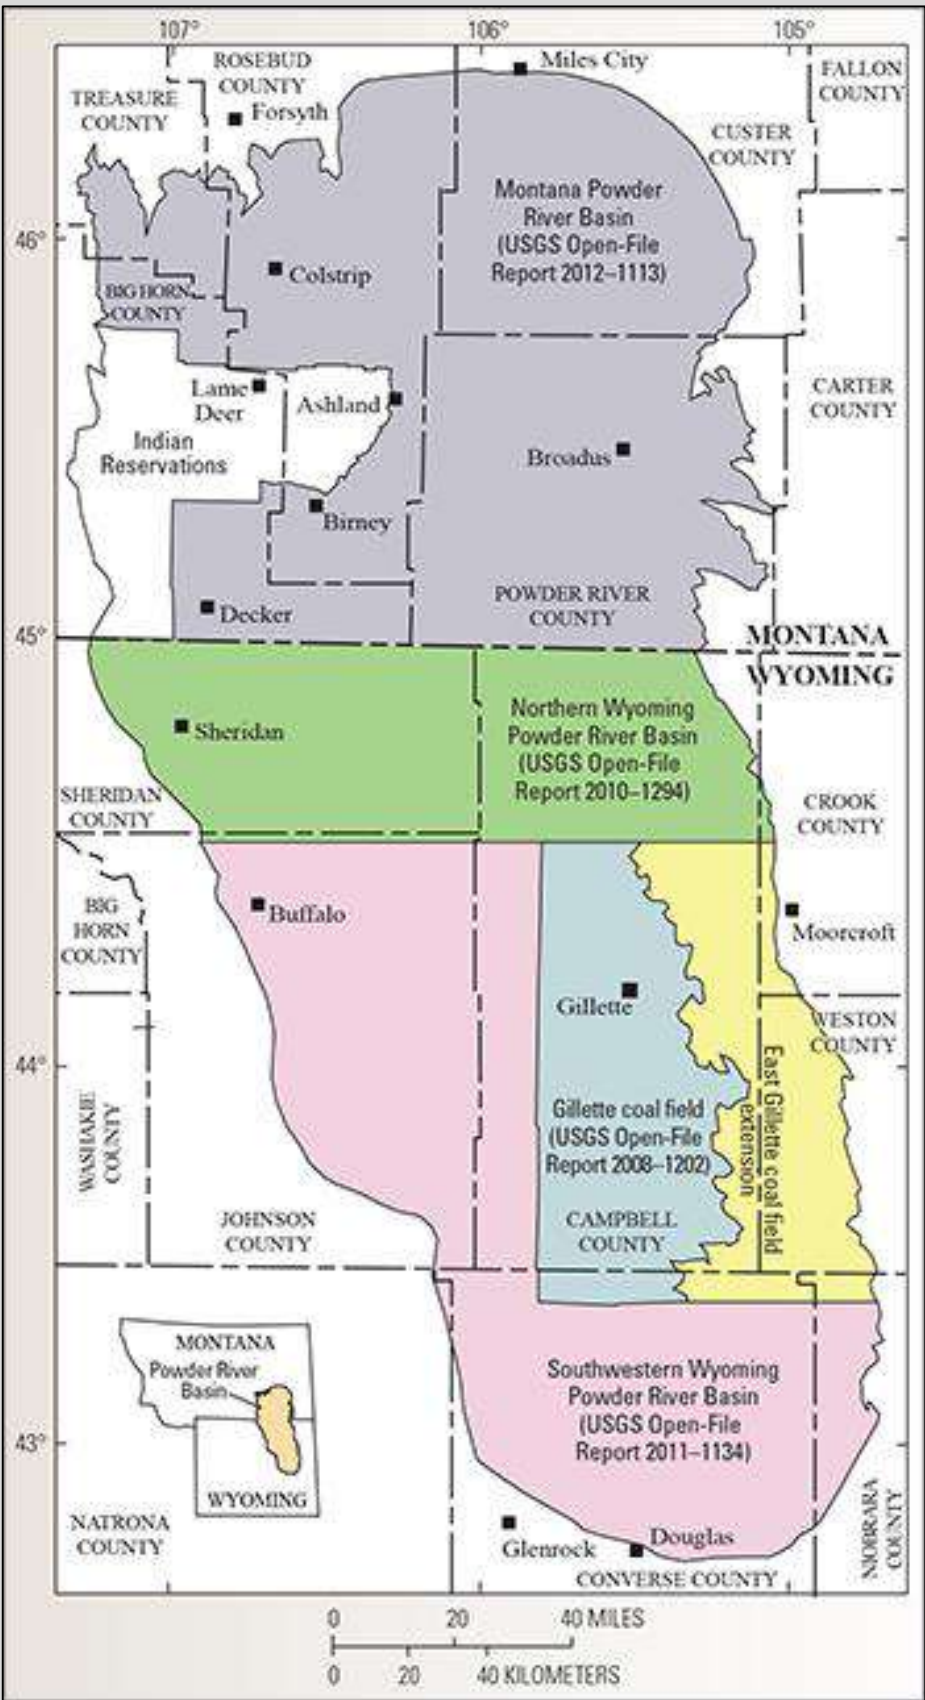 107°
106°
105°
ROSEBUD
COUNTY
Miles City
FALLON
COUNTY
TREASURE
COUNTY
Forsyth
CUSTER
COUNTY
Montana Powder
River Basin
(USGS Open-File
Report 2012–1113)
46°
Colstrip
BIG HORN
COUNTY
Lame
Deer
Ashland
CARTER
COUNTY
Indian
Reservations
Broadus
Birney
POWDER RIVER
COUNTY
Decker
45°
MONTANA
WYOMING
Sheridan
Northern Wyoming
Powder River Basin
(USGS Open-File
Report 2010–1294)
SHERIDAN
COUNTY
CROOK
COUNTY
BIG
HORN
COUNTY
Buffalo
Moorcroft
Gillette
WESTON
COUNTY
44°
East Gillette coal field
extension
WASHAKIE
COUNTY
Gillette coal field
(USGS Open-File
Report 2008–1202)
JOHNSON
COUNTY
CAMPBELL
COUNTY
MONTANA
Powder River
Basin
WYOMING
Southwestern Wyoming
Powder River Basin
(USGS Open-File
Report 2011–1134)
43°
NATRONA
COUNTY
NIOBRARA
COUNTY
Glenrock
Douglas
CONVERSE COUNTY
0 20 40 MILES
0 20 40 KILOMETERS